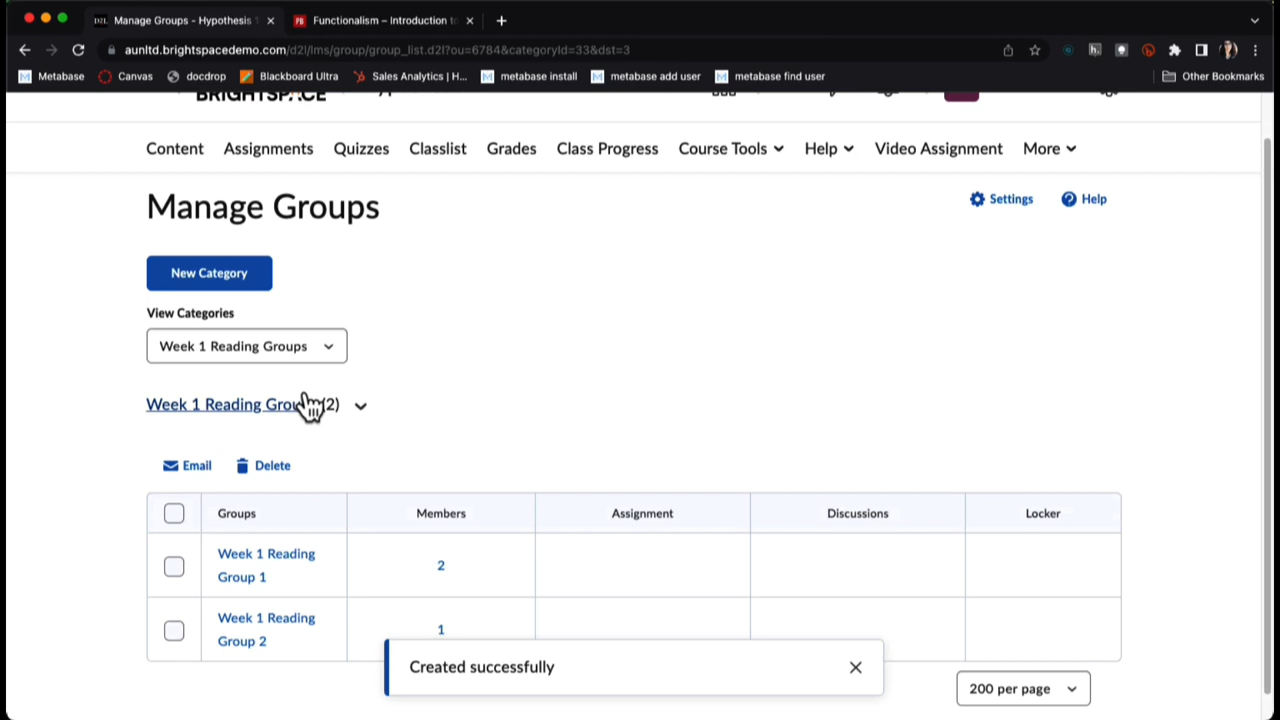 Manage Groups - Hypothesis
Functionalism – Introduction to
aunltd.brightspacedemo.com/d2l/lms/group/group_list.d2l?ou=6784&categoryId=33&dst=3
Metabase Canvas docdrop Blackboard Ultra Sales Analytics | H... metabase install metabase add user metabase find user Other Bookmarks
BRIGHTSPACE
Content Assignments Quizzes Classlist Grades Class Progress Course Tools Help Video Assignment More
Manage Groups
Settings Help
New Category
View Categories
Week 1 Reading Groups
Week 1 Reading Grou (2)
Email Delete
Groups Members Assignment Discussions Locker
Week 1 Reading
Group 1
2
Week 1 Reading
Group 2
1
Created successfully
200 per page